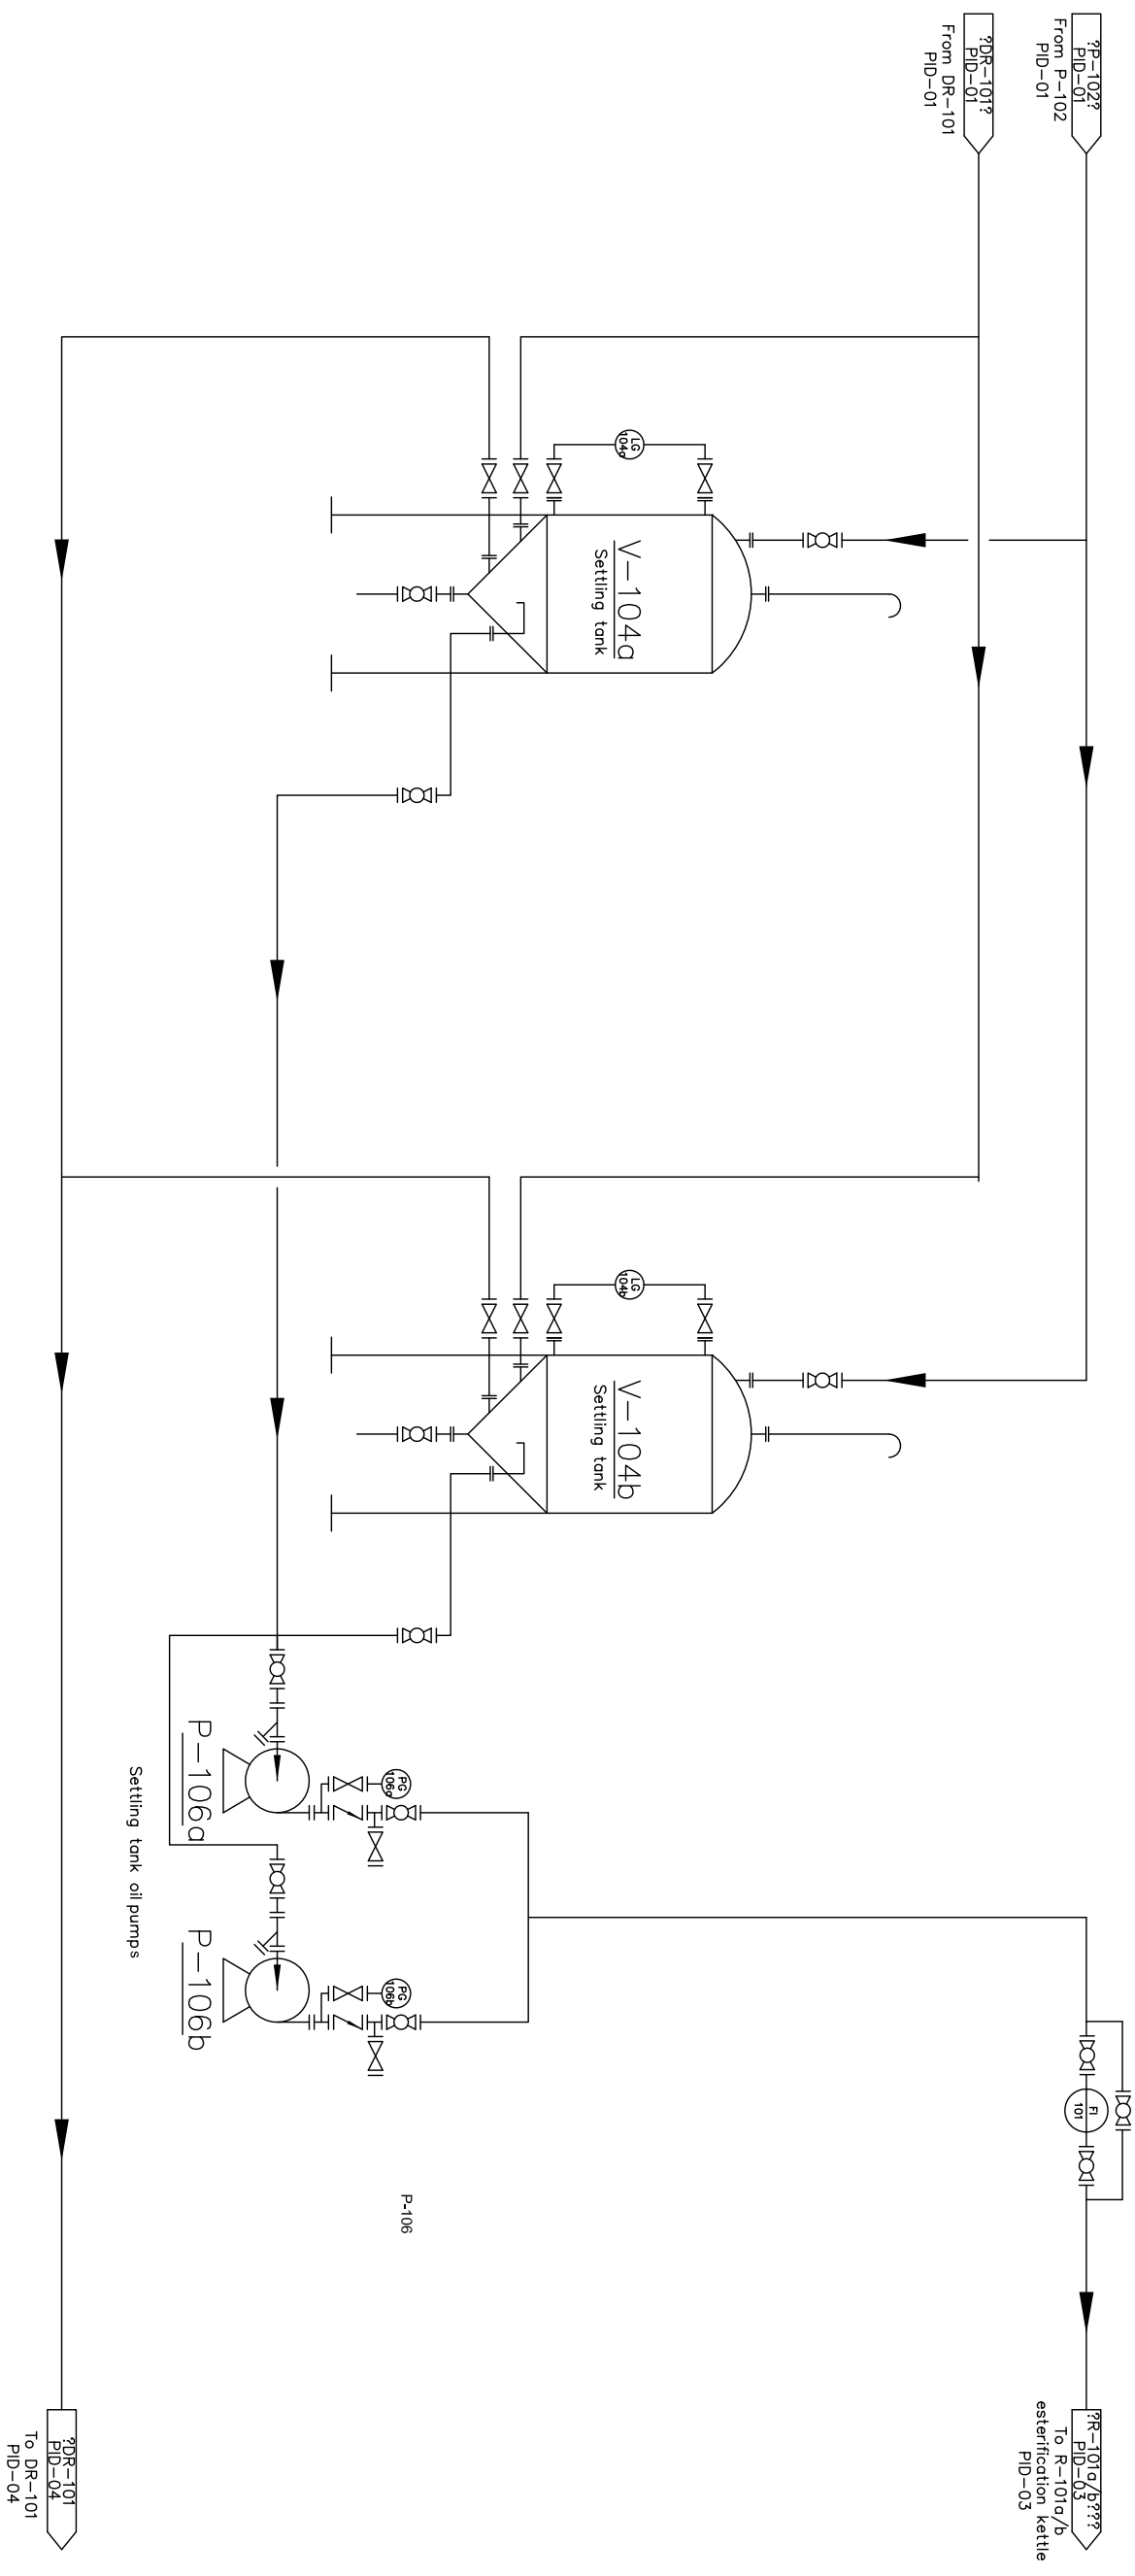 ?P-102?
PID-01
From P-102
PID-01
?DR-101?
PID-01
From DR-101
PID-01
LG
104a
V-104a
Settling tank
LG
104b
V-104b
Settling tank
PG
106a
P-106a
PG
106b
P-106b
Settling tank oil pumps
FI
101
P-106
?R-101a/b???
PID-03
To R-101a/b
esterification kettle
PID-03
?DR-101
PID-04
To DR-101
PID-04